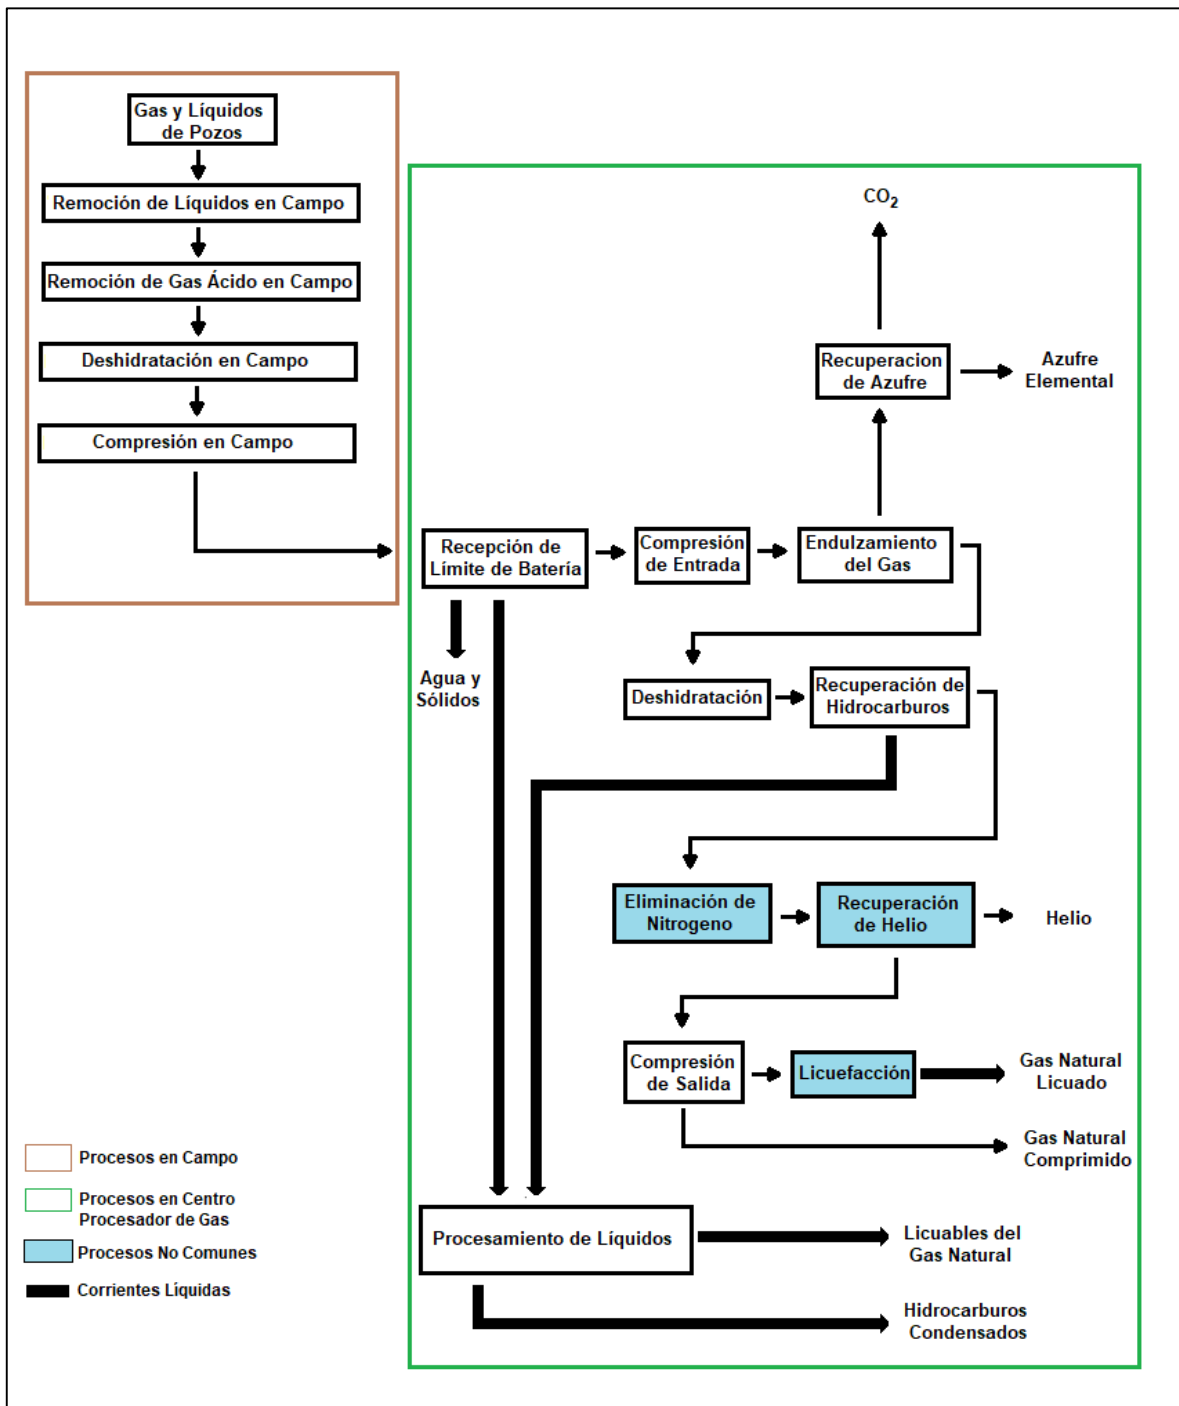 Gas y Líquidos
de Pozos
Remoción de Líquidos en Campo
Remoción de Gas Ácido en Campo
Deshidratación en Campo
Compresión en Campo
CO2
Recuperacion
de Azufre
Azufre
Elemental
Recepción de
Límite de Batería
Compresión
de Entrada
Endulzamiento
del Gas
Agua y
Sólidos
Deshidratación
Recuperación de
Hidrocarburos
Eliminación de
Nitrogeno
Recuperación
de Helio
Helio
Compresión
de Salida
Licuefacción
Gas Natural
Licuado
Gas Natural
Comprimido
Procesamiento de Líquidos
Licuables del
Gas Natural
Hidrocarburos
Condensados
Procesos en Campo
Procesos en Centro
Procesador de Gas
Procesos No Comunes
Corrientes Líquidas